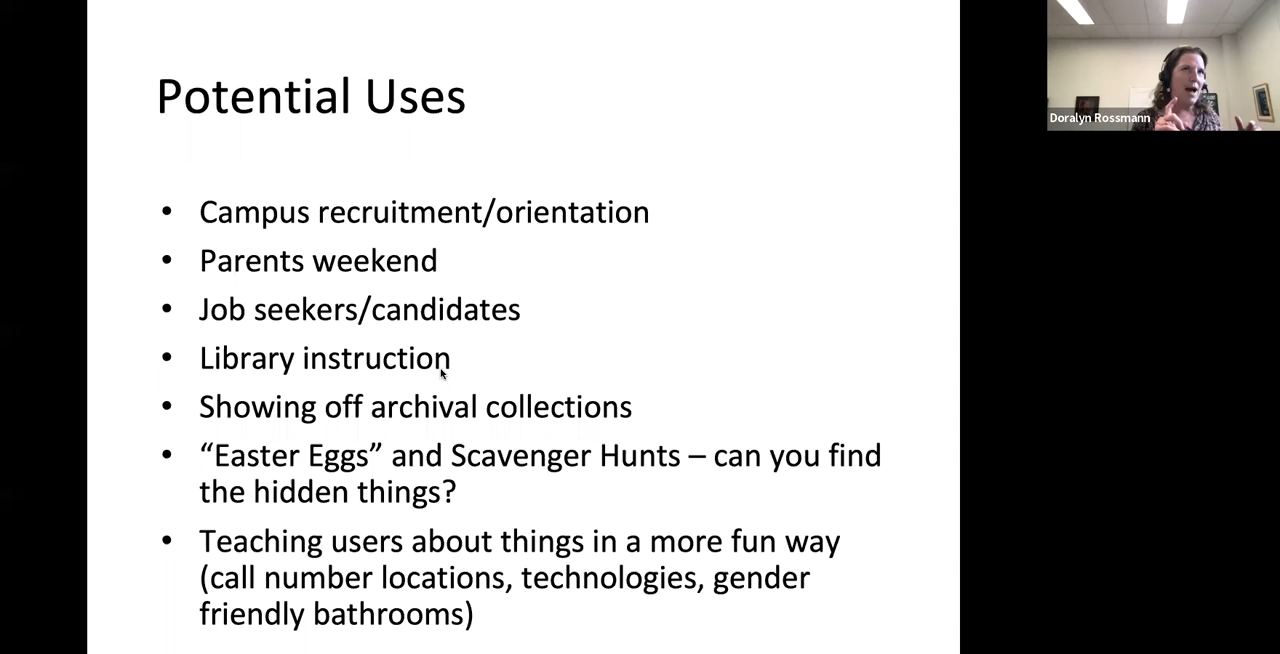 Potential Uses
• Campus recruitment/orientation
• Parents weekend
• Job seekers/candidates
• Library instruction
• Showing off archival collections
• “Easter Eggs” and Scavenger Hunts – can you find
the hidden things?
• Teaching users about things in a more fun way
(call number locations, technologies, gender
friendly bathrooms)
Doralyn Rossmann